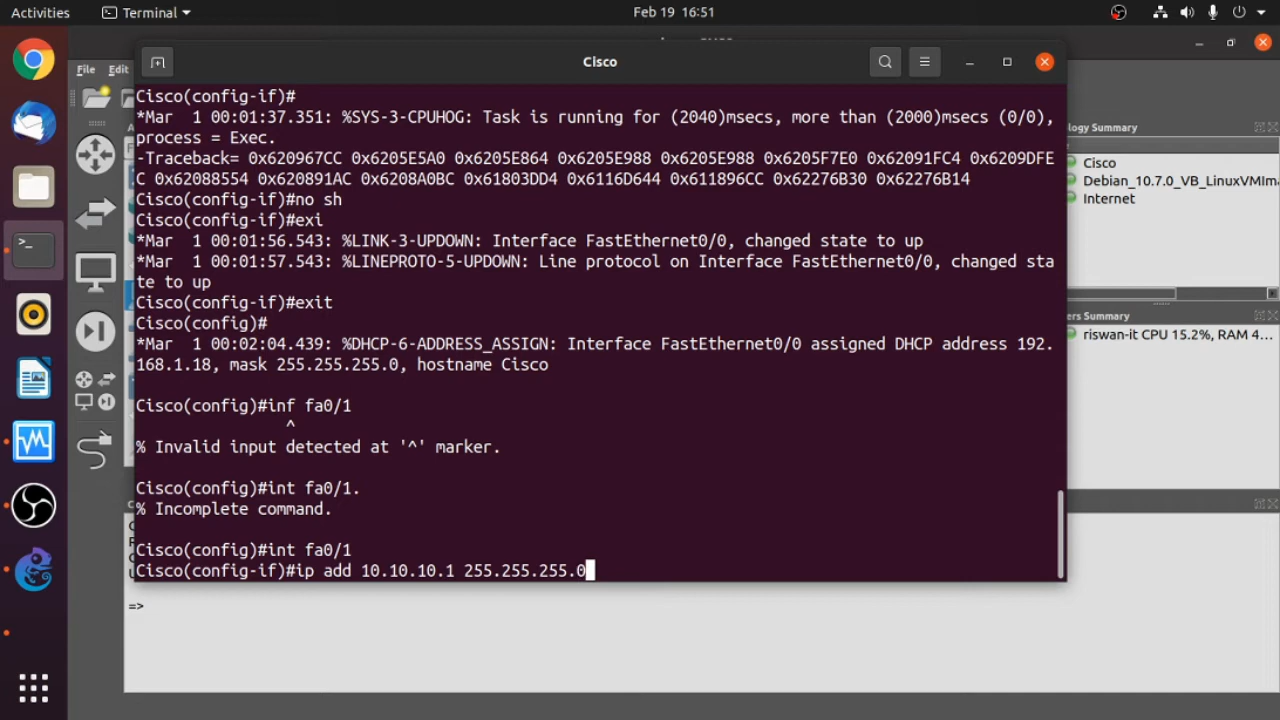 Activities
Terminal
Feb 19 16:51
File Edit
Cisco
Cisco(config-if)#
*Mar  1 00:01:37.351: %SYS-3-CPUHOG: Task is running for (2040)msecs, more than (2000)msecs (0/0),
process = Exec.
-Traceback= 0x620967CC 0x6205E5A0 0x6205E864 0x6205E988 0x6205E988 0x6205F7E0 0x62091FC4 0x6209DFE
C 0x62088554 0x620891AC 0x6208A0BC 0x61803DD4 0x6116D644 0x611896CC 0x62276B30 0x62276B14
Cisco(config-if)#no sh
Cisco(config-if)#exi
*Mar  1 00:01:56.543: %LINK-3-UPDOWN: Interface FastEthernet0/0, changed state to up
*Mar  1 00:01:57.543: %LINEPROTO-5-UPDOWN: Line protocol on Interface FastEthernet0/0, changed sta
te to up
Cisco(config-if)#exit
Cisco(config)#
*Mar  1 00:02:04.439: %DHCP-6-ADDRESS_ASSIGN: Interface FastEthernet0/0 assigned DHCP address 192.
168.1.18, mask 255.255.255.0, hostname Cisco
Cisco(config)#inf fa0/1
^
% Invalid input detected at '^' marker.
Cisco(config)#int fa0/1.
% Incomplete command.
Cisco(config)#int fa0/1
Cisco(config-if)#ip add 10.10.10.1 255.255.255.0
=>
ology Summary
Cisco
Debian_10.7.0_VB_LinuxVMIma
Internet
ers Summary
riswan-it CPU 15.2%, RAM 4...